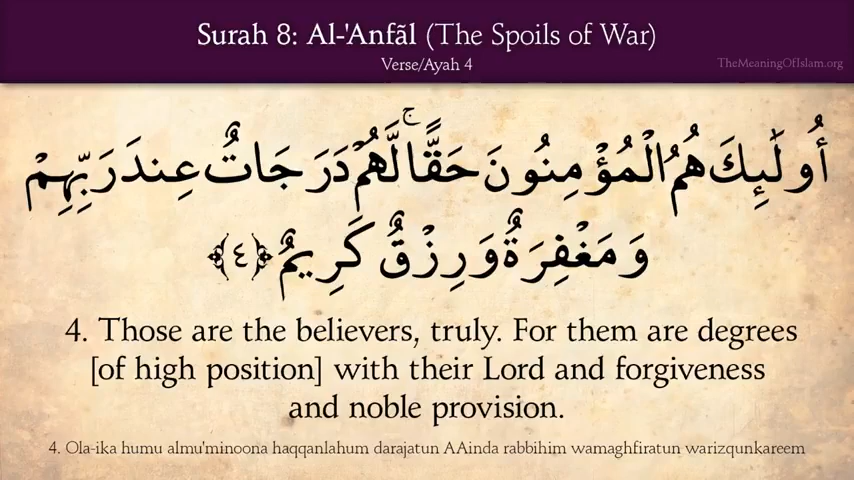 Surah 8: Al-'Anfãl (The Spoils of War)
Verse/Ayah 4
TheMeaningOfIslam.org
أُولَٰئِكَ هُمُ الْمُؤْمِنُونَ حَقًّا ۚ لَّهُمْ دَرَجَاتٌ عِندَ رَبِّهِمْ
وَمَغْفِرَةٌ وَرِزْقٌ كَرِيمٌ ﴿٤﴾
4. Those are the believers, truly. For them are degrees
[of high position] with their Lord and forgiveness
and noble provision.
4. Ola-ika humu almu'minoona haqqanlahum darajatun AAinda rabbihim wamaghfiratun warizqunkareem